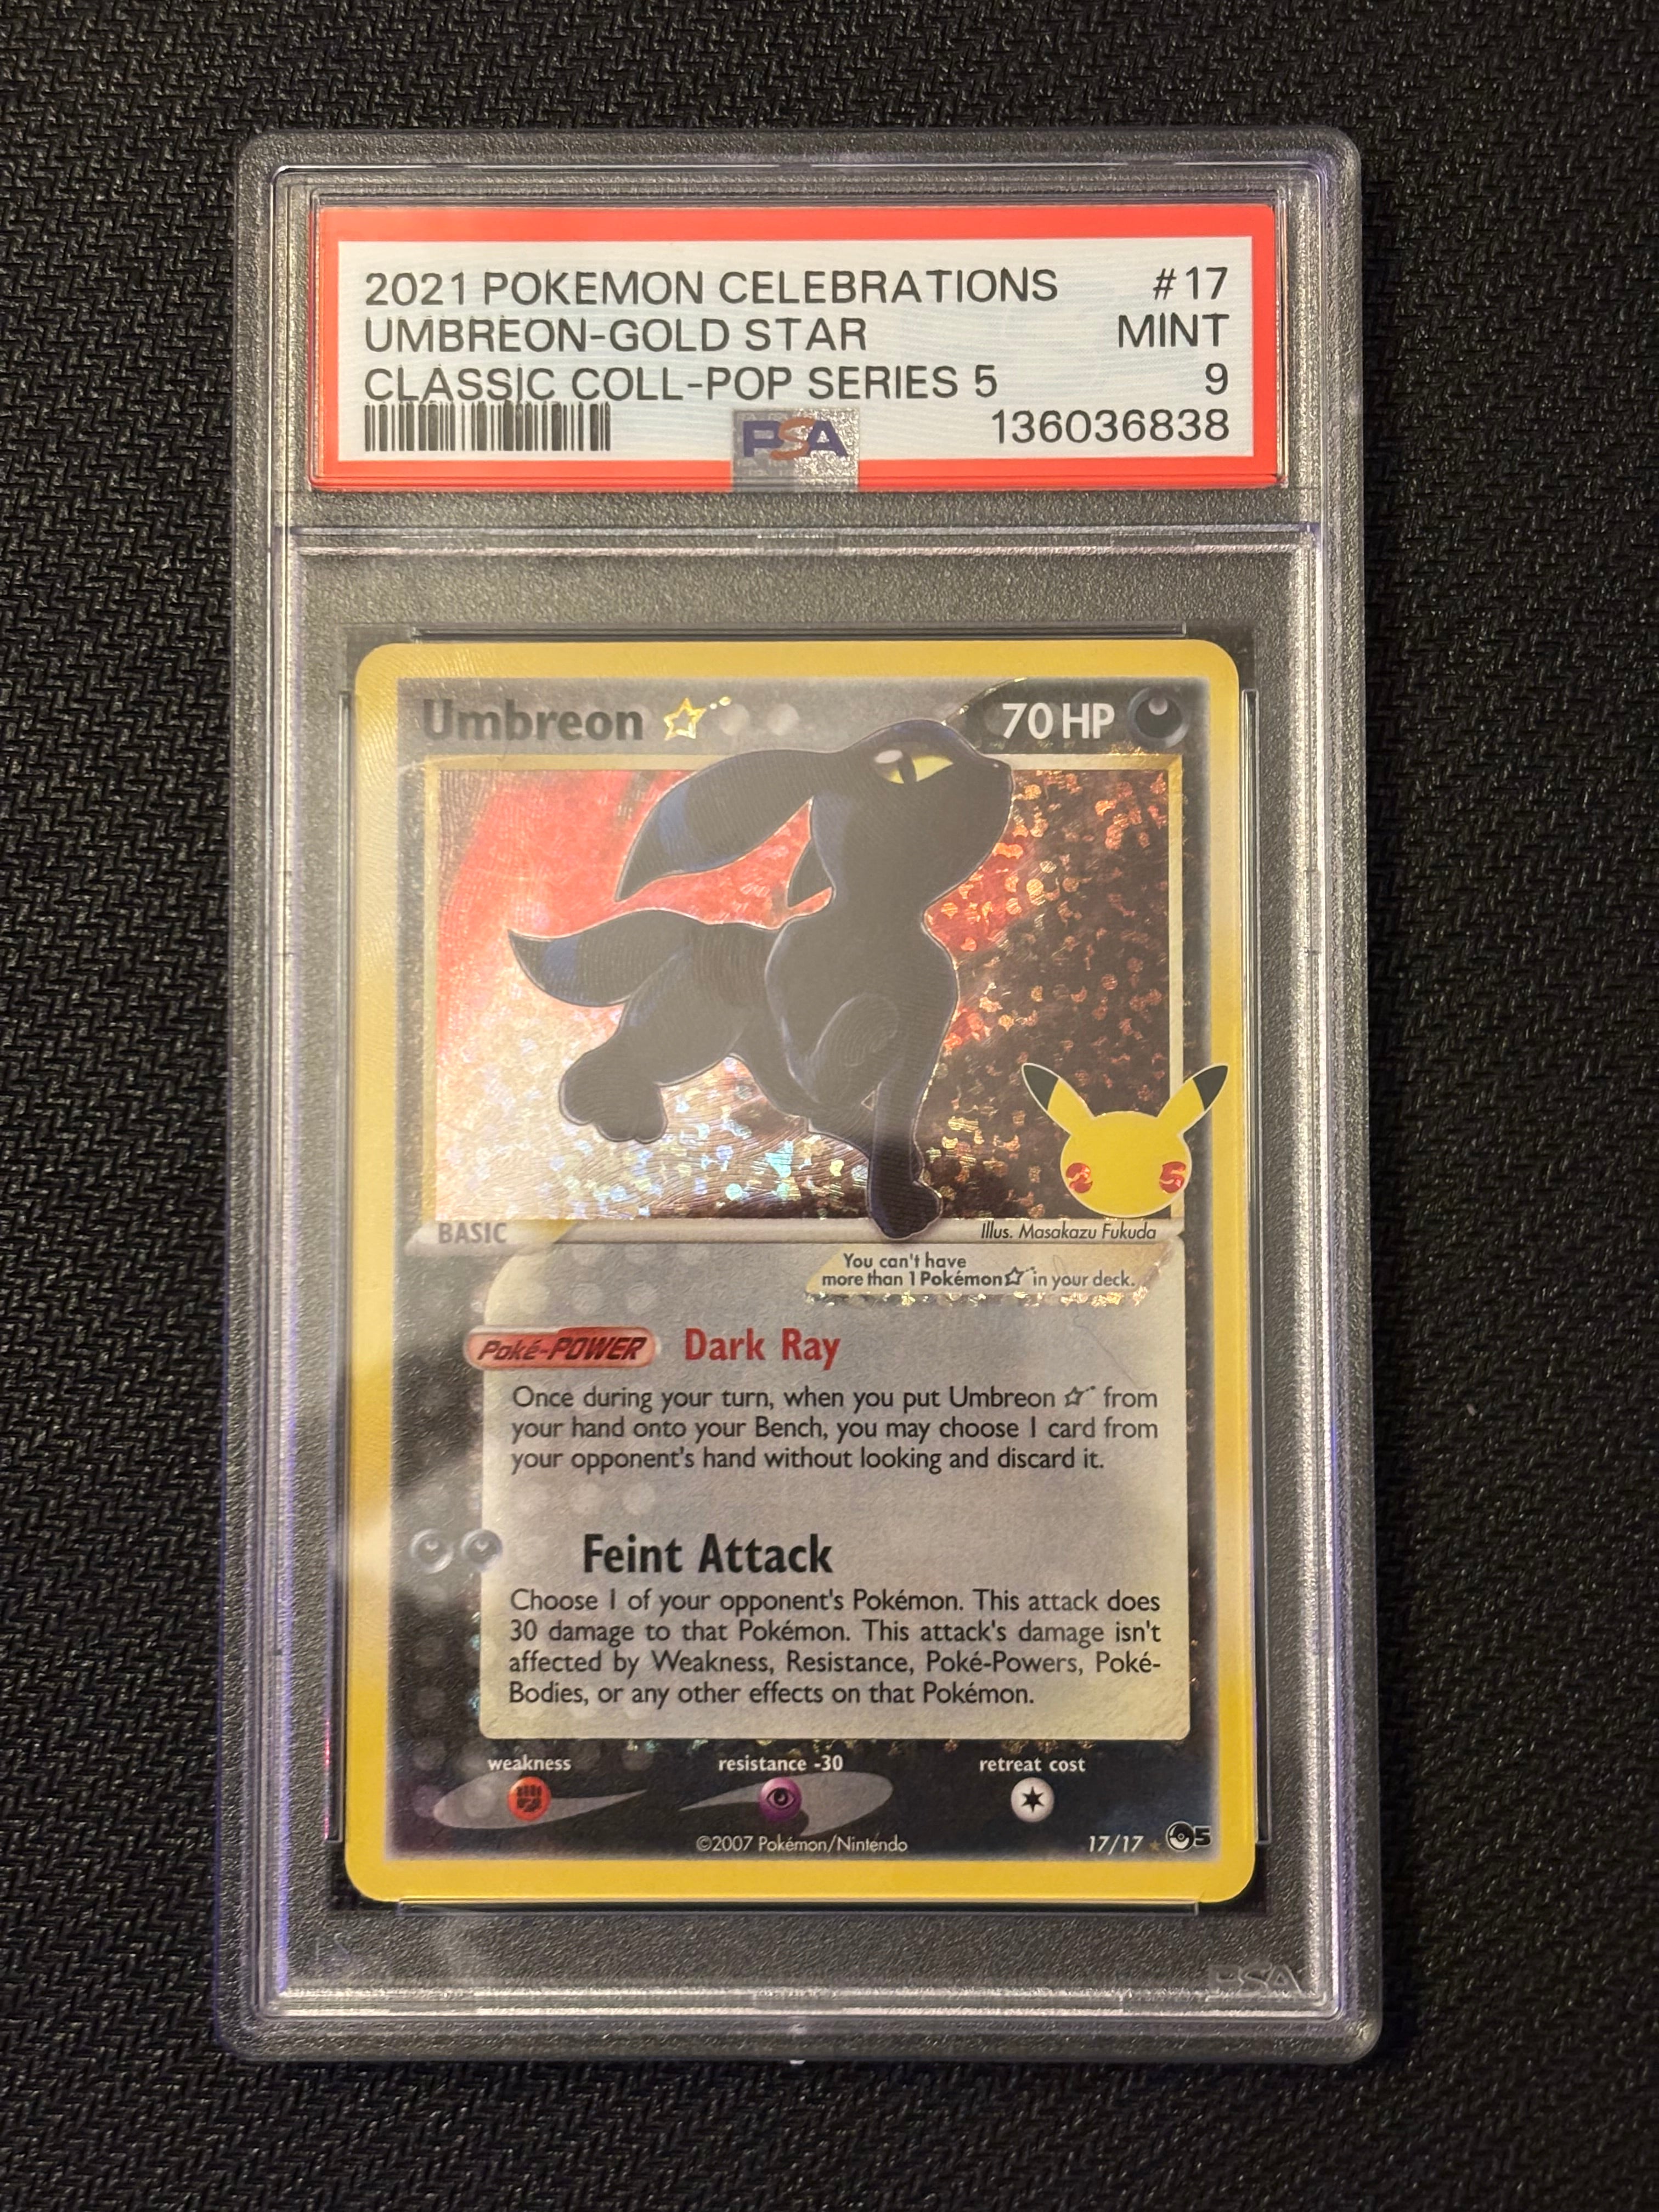 2021 POKEMON CELEBRATIONS #17
UMBREON-GOLD STAR MINT
CLASSIC COLL-POP SERIES 5 9
PSA 136036838
Umbreon 70 HP
BASIC Illus. Masakazu Fukuda
You can't have
more than 1 Pokémon☆ in your deck.
Poké-POWER Dark Ray
Once during your turn, when you put Umbreon ☆ from
your hand onto your Bench, you may choose 1 card from
your opponent's hand without looking and discard it.
Feint Attack
Choose 1 of your opponent's Pokémon. This attack does
30 damage to that Pokémon. This attack's damage isn't
affected by Weakness, Resistance, Poké-Powers, Poké-
Bodies, or any other effects on that Pokémon.
weakness resistance -30 retreat cost
©2007 Pokémon/Nintendo 17/17 5
PSA